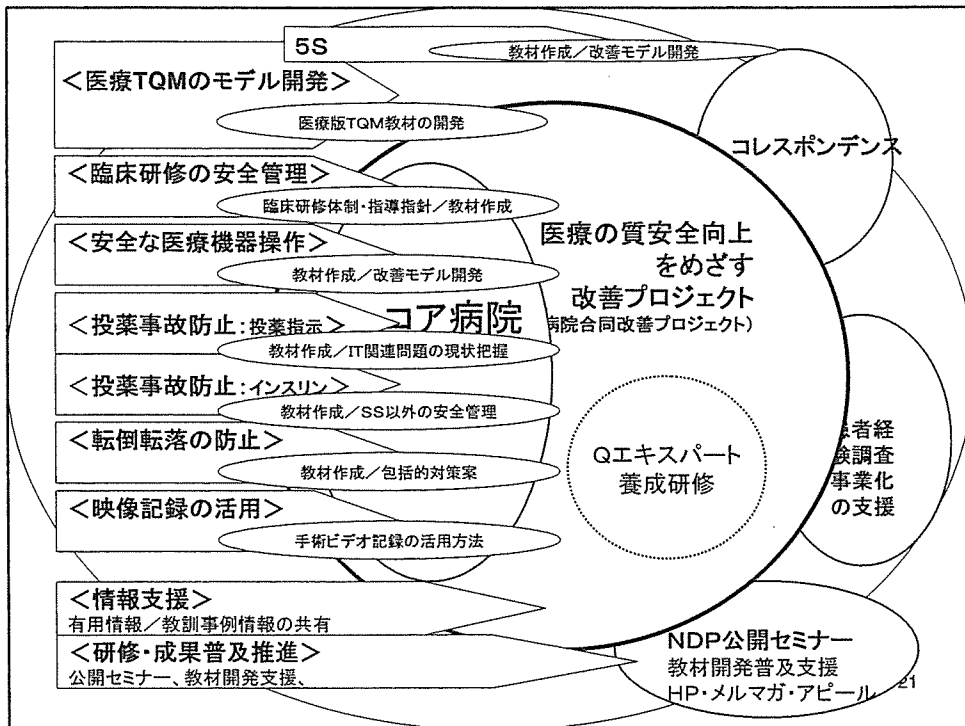 5S
教材作成／改善モデル開発
＜医療TQMのモデル開発＞
医療版TQM教材の開発
コレスポンデンス
＜臨床研修の安全管理＞
臨床研修体制・指導指針／教材作成
＜安全な医療機器操作＞
教材作成／改善モデル開発
医療の質安全向上
をめざす
改善プロジェクト
病院合同改善プロジェクト）
コア病院
＜投薬事故防止：投薬指示＞
教材作成／IT関連問題の現状把握
＜投薬事故防止：インスリン＞
教材作成／SS以外の安全管理
＜転倒転落の防止＞
教材作成／包括的対策案
＜映像記録の活用＞
手術ビデオ記録の活用方法
Qエキスパート
養成研修
患者経
験調査
事業化
の支援
＜情報支援＞
有用情報／教訓事例情報の共有
＜研修・成果普及推進＞
公開セミナー、教材開発支援、
NDP公開セミナー
教材開発普及支援
HP・メルマガ・アピール
21